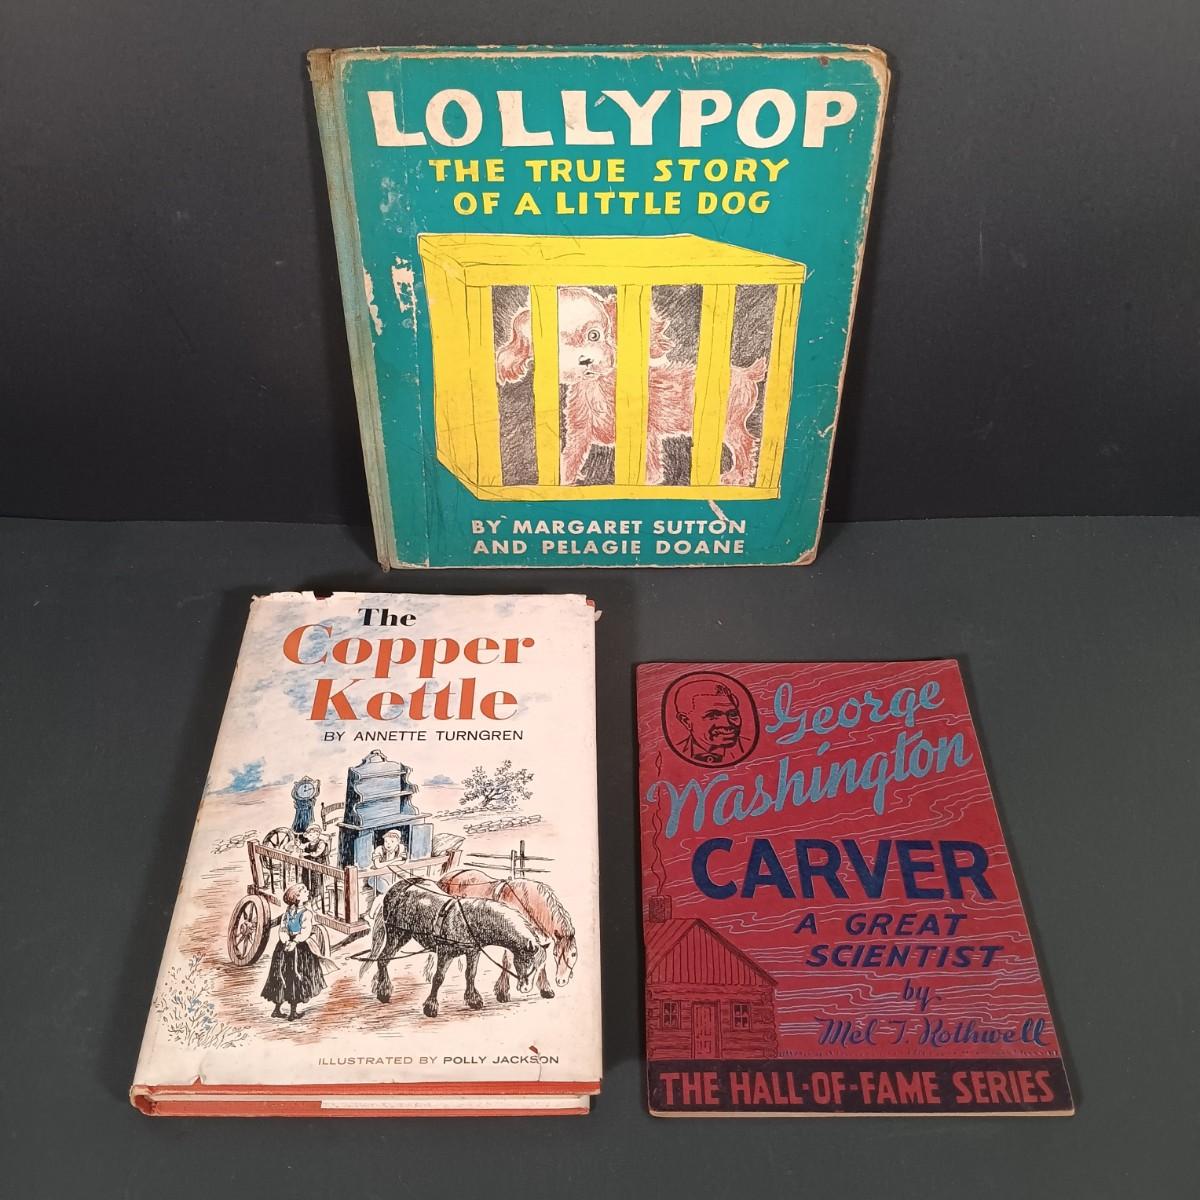 LOLLYPOP
THE TRUE STORY
OF A LITTLE DOG
BY MARGARET SUTTON
AND PELAGIE DOANE
The
Copper
Kettle
BY ANNETTE TURNGREN
ILLUSTRATED BY POLLY JACKSON
George
Washington
CARVER
A GREAT
SCIENTIST
by
Mel T. Rothwell
THE HALL-OF-FAME SERIES